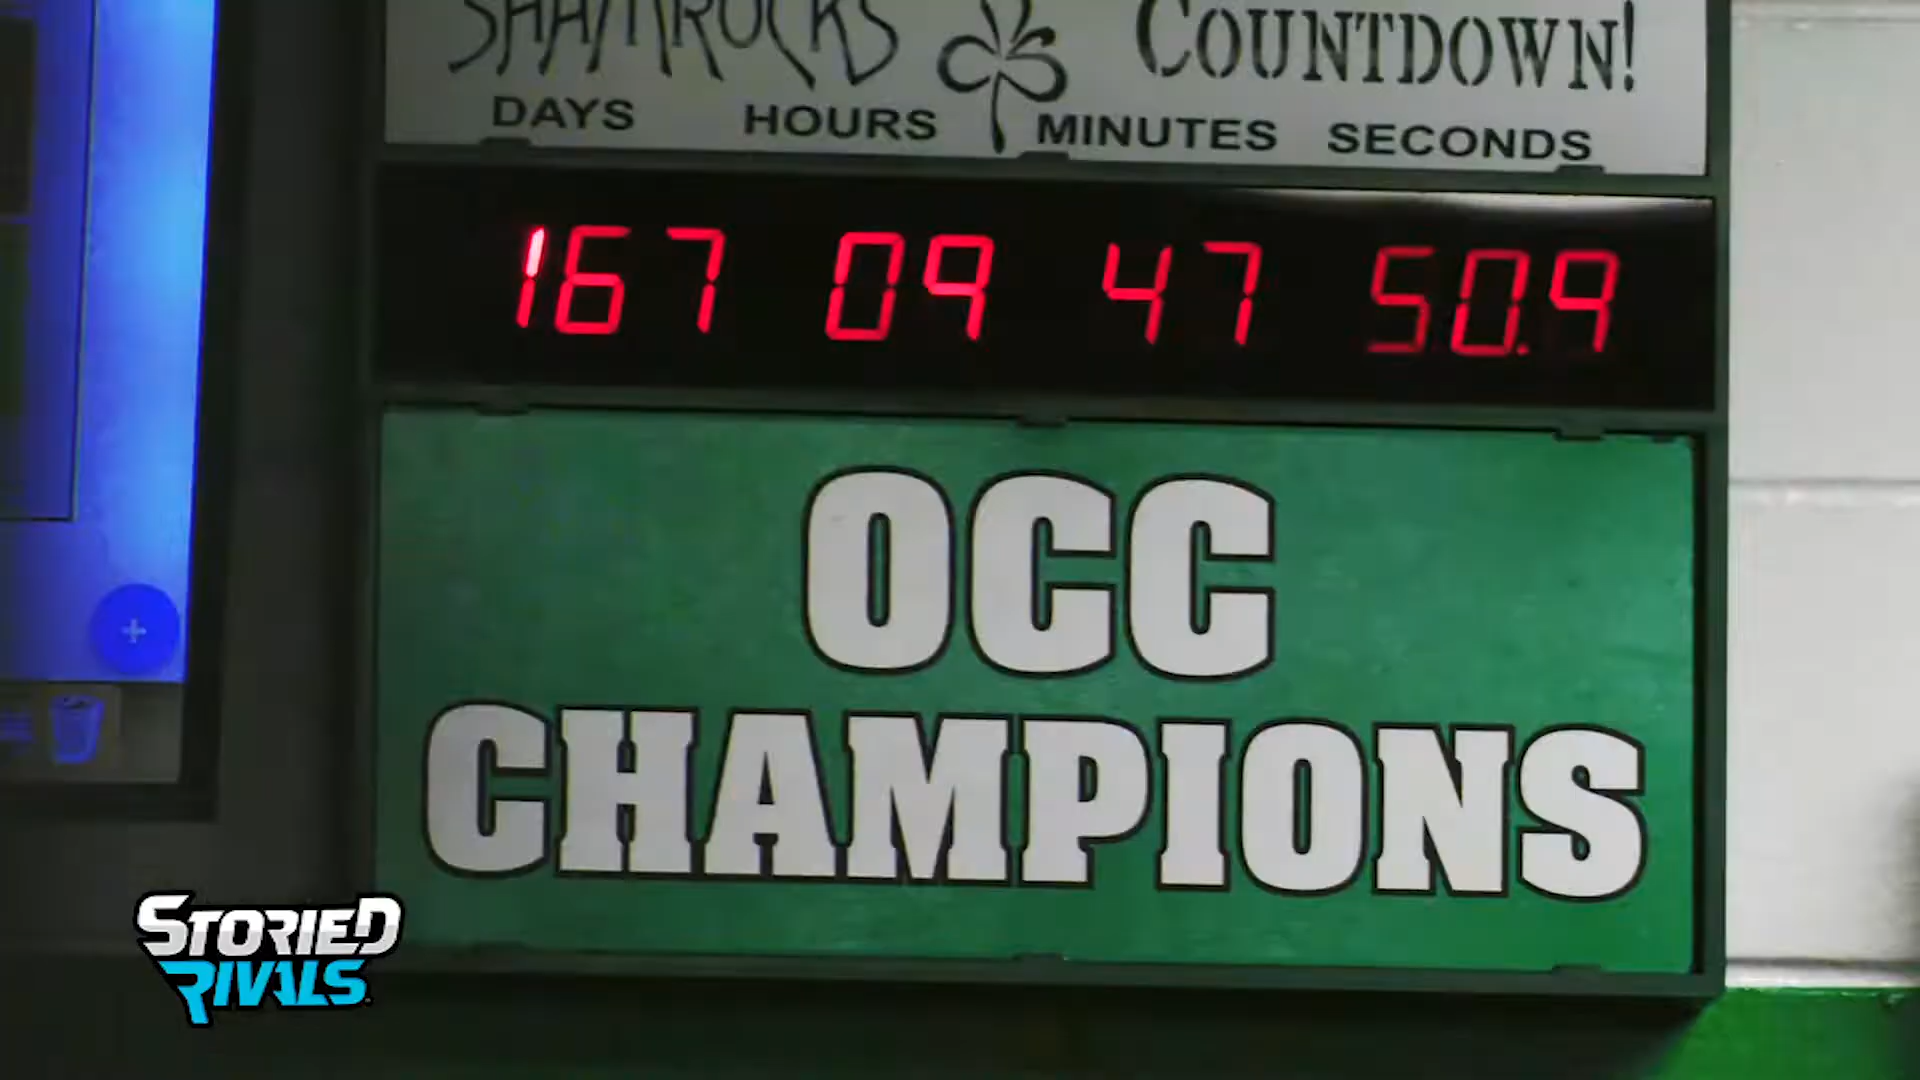 SHAMROCKS COUNTDOWN!
DAYS HOURS MINUTES SECONDS
167 09 47 50.9
OCC
CHAMPIONS
STORIED
RIVALS